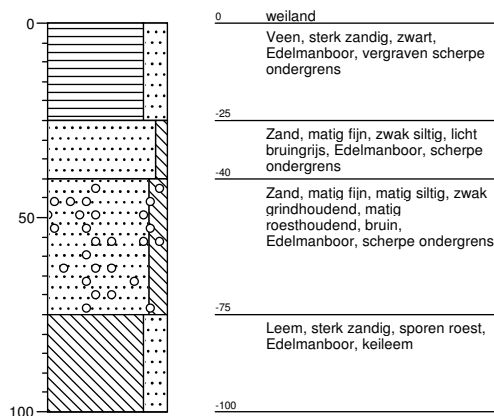 0
0
weiland
Veen, sterk zandig, zwart,
Edelmanboor, vergraven scherpe
ondergrens
-25
Zand, matig fijn, zwak siltig, licht
bruingrijs, Edelmanboor, scherpe
ondergrens
-40
Zand, matig fijn, matig siltig, zwak
grindhoudend, matig
roesthoudend, bruin,
Edelmanboor, scherpe ondergrens
50
-75
Leem, sterk zandig, sporen roest,
Edelmanboor, keileem
100
-100